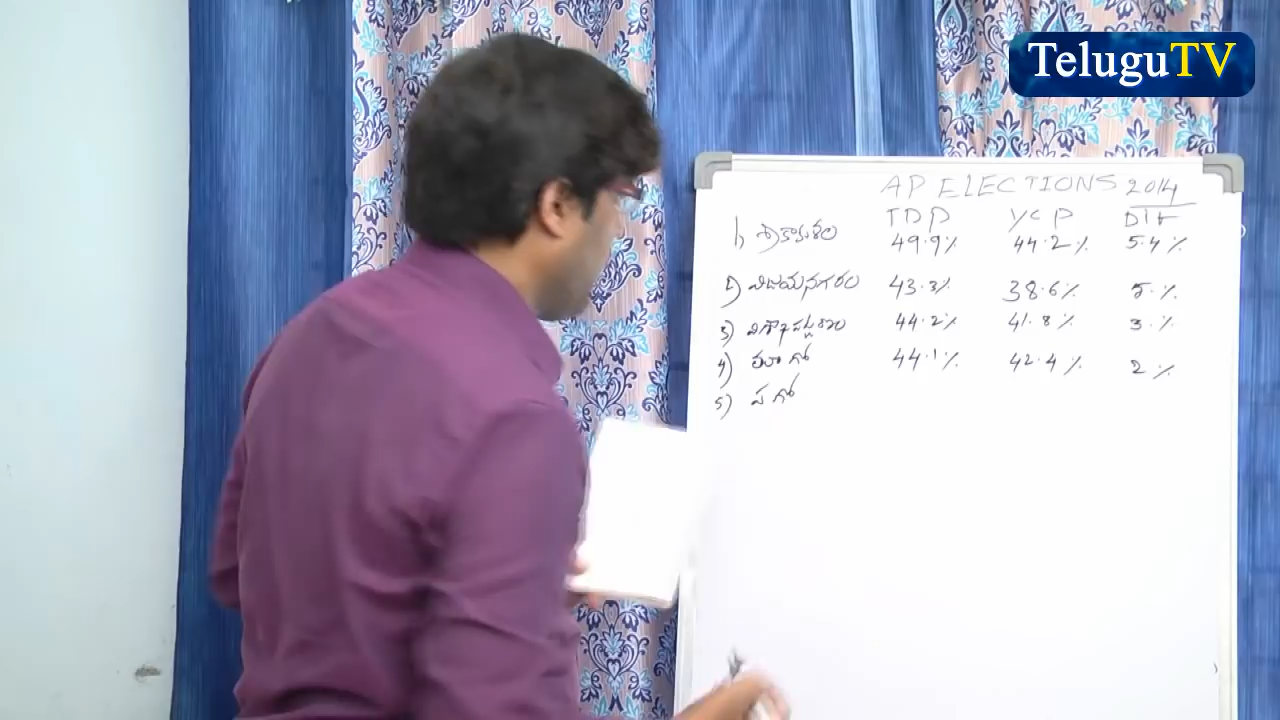 TeluguTV
AP ELECTIONS 2014
TDP YCP Dif
1) శ్రీకాకుళం 49.9% 44.2% 5.4%
2) విజయనగరం 43.3% 38.6% 5.%
3) విశాఖపట్టణం 44.2% 41.8% 3.%
4) తూగో 44.1% 42.4% 2%
5) ప గో